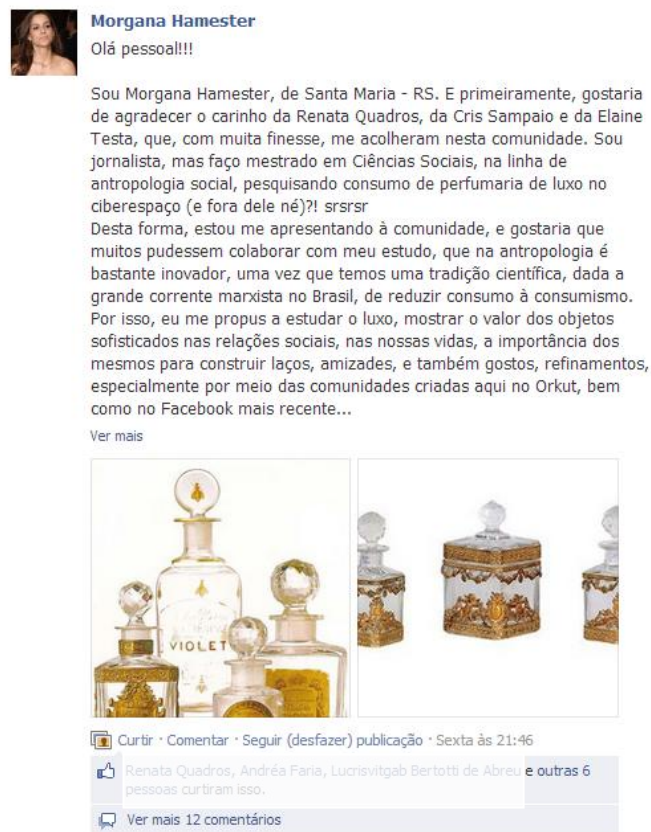 Morgana Hamester
Olá pessoal!!!
Sou Morgana Hamester, de Santa Maria - RS. E primeiramente, gostaria
de agradecer o carinho da Renata Quadros, da Cris Sampaio e da Elaine
Testa, que, com muita finesse, me acolheram nesta comunidade. Sou
jornalista, mas faço mestrado em Ciências Sociais, na linha de
antropologia social, pesquisando consumo de perfumaria de luxo no
ciberespaço (e fora dele né)?! srsrsr
Desta forma, estou me apresentando à comunidade, e gostaria que
muitos pudessem colaborar com meu estudo, que na antropologia é
bastante inovador, uma vez que temos uma tradição científica, dada a
grande corrente marxista no Brasil, de reduzir consumo à consumismo.
Por isso, eu me propus a estudar o luxo, mostrar o valor dos objetos
sofisticados nas relações sociais, nas nossas vidas, a importância dos
mesmos para construir laços, amizades, e também gostos, refinamentos,
especialmente por meio das comunidades criadas aqui no Orkut, bem
como no Facebook mais recente...
Ver mais
VIOLET
Curtir · Comentar · Seguir (desfazer) publicação · Sexta às 21:46
Renata Quadros, Andréa Faria, Lucrisvitgab Bertotti de Abreu e outras 6
pessoas curtiram isso.
Ver mais 12 comentários